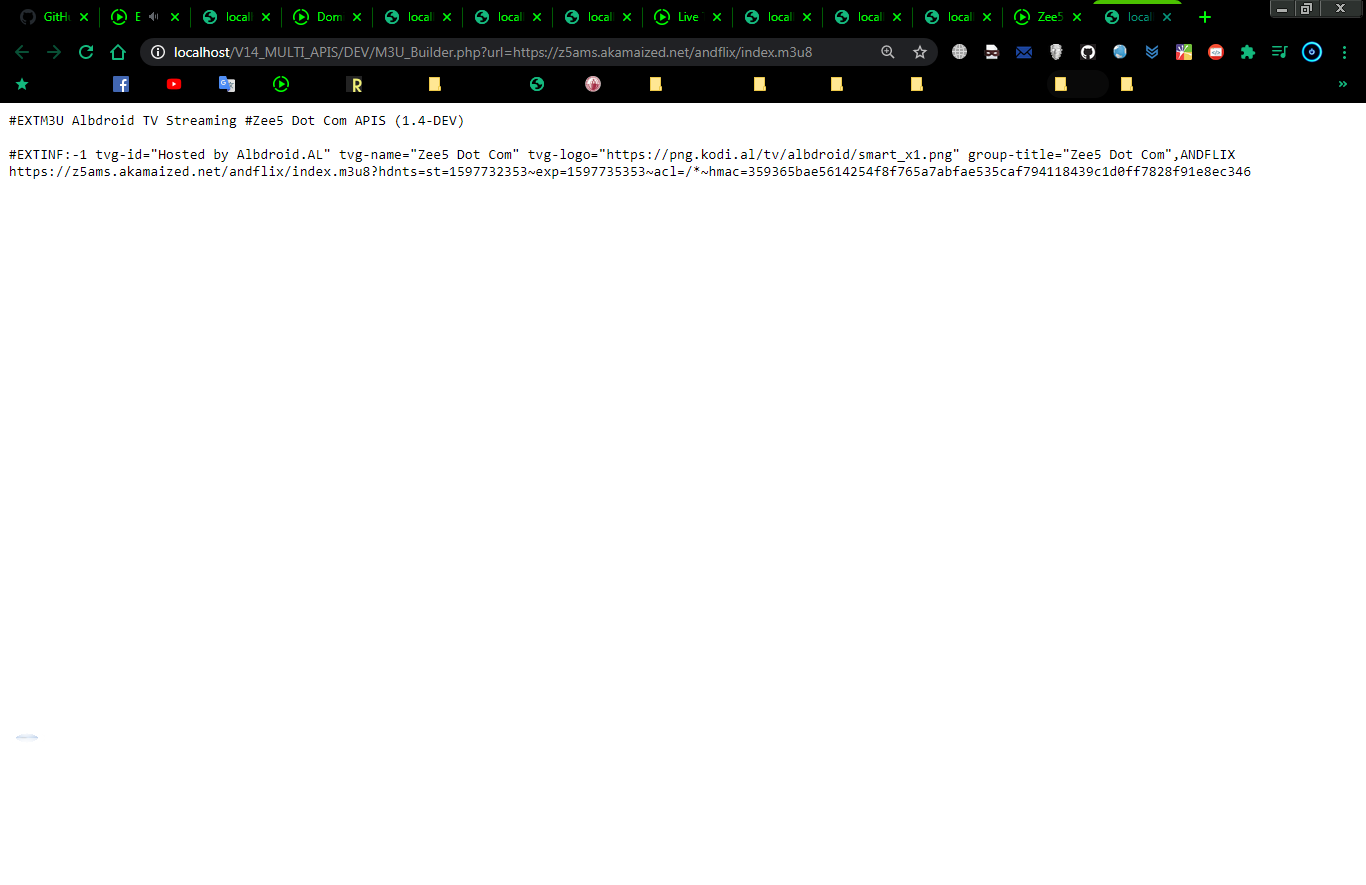 GitH
E
local
Dom
local
local
local
Live
local
local
local
Zee5
local
localhost/V14_MULTI_APIS/DEV/M3U_Builder.php?url=https://z5ams.akamaized.net/andflix/index.m3u8
R
#EXTM3U Albdroid TV Streaming #Zee5 Dot Com APIS (1.4-DEV)
#EXTINF:-1 tvg-id="Hosted by Albdroid.AL" tvg-name="Zee5 Dot Com" tvg-logo="https://png.kodi.al/tv/albdroid/smart_x1.png" group-title="Zee5 Dot Com",ANDFLIX
https://z5ams.akamaized.net/andflix/index.m3u8?hdnts=st=1597732353~exp=1597735353~acl=/*~hmac=359365bae5614254f8f765a7abfae535caf794118439c1d0ff7828f91e8ec346